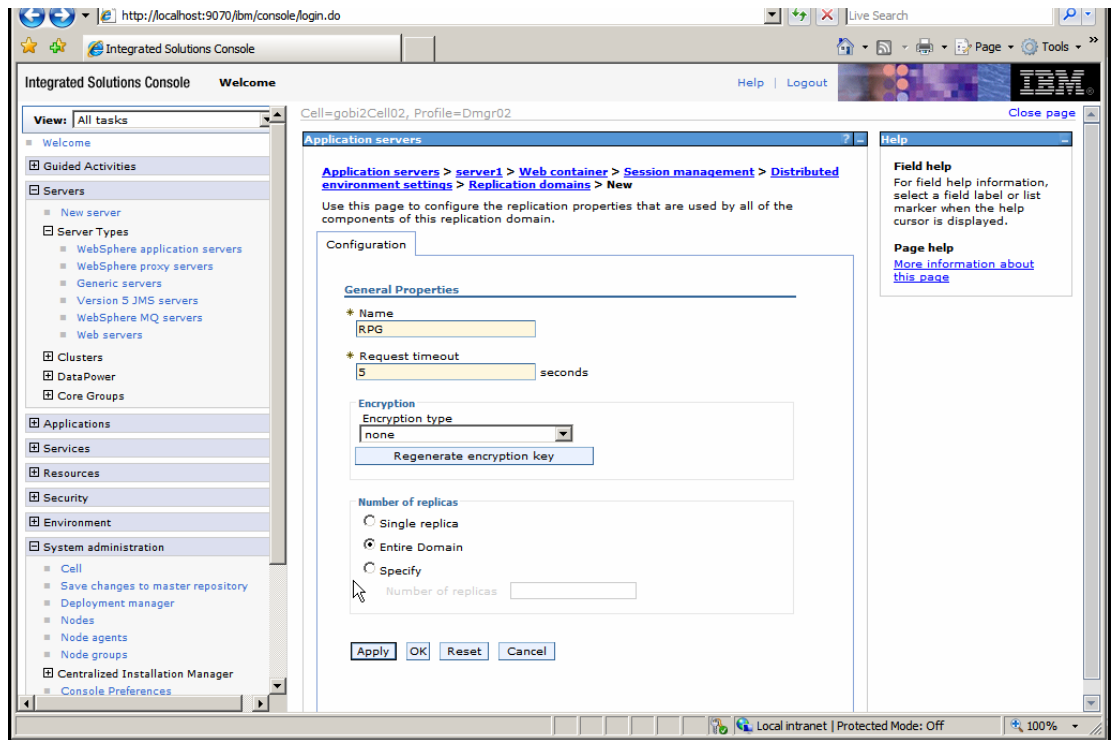 http://localhost:9070/ibm/console/login.do
Live Search
Integrated Solutions Console
Page
Tools
Integrated Solutions Console Welcome
Help | Logout
IBM
View: All tasks
Welcome
Guided Activities
Servers
New server
Server Types
WebSphere application servers
WebSphere proxy servers
Generic servers
Version 5 JMS servers
WebSphere MQ servers
Web servers
Clusters
DataPower
Core Groups
Applications
Services
Resources
Security
Environment
System administration
Cell
Save changes to master repository
Deployment manager
Nodes
Node agents
Node groups
Centralized Installation Manager
Console Preferences
Cell=gobi2Cell02, Profile=Dmgr02
Close page
Application servers
Application servers > server1 > Web container > Session management > Distributed
environment settings > Replication domains > New
Use this page to configure the replication properties that are used by all of the
components of this replication domain.
Configuration
General Properties
* Name
RPG
* Request timeout
5 seconds
Encryption
Encryption type
none
Regenerate encryption key
Number of replicas
Single replica
Entire Domain
Specify
Number of replicas
Apply OK Reset Cancel
Help
Field help
For field help information,
select a field label or list
marker when the help
cursor is displayed.
Page help
More information about
this page
Local intranet | Protected Mode: Off
100%